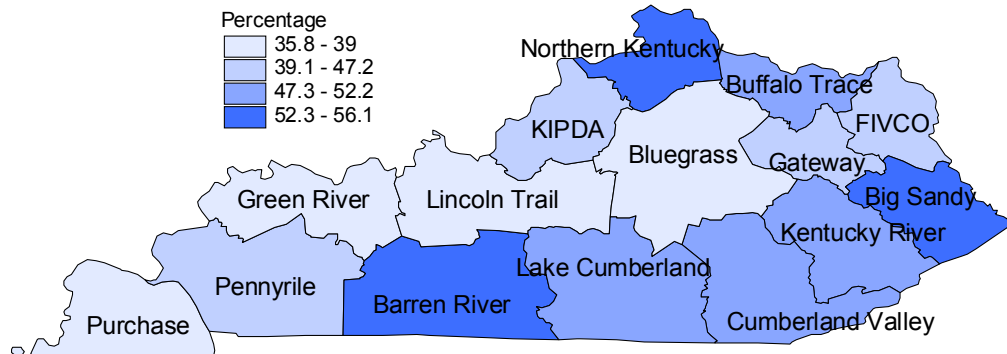 Percentage
35.8 - 39
39.1 - 47.2
47.3 - 52.2
52.3 - 56.1
Northern Kentucky
Buffalo Trace
KIPDA
FIVCO
Bluegrass
Gateway
Green River
Lincoln Trail
Big Sandy
Kentucky River
Lake Cumberland
Pennyrile
Barren River
Purchase
Cumberland Valley